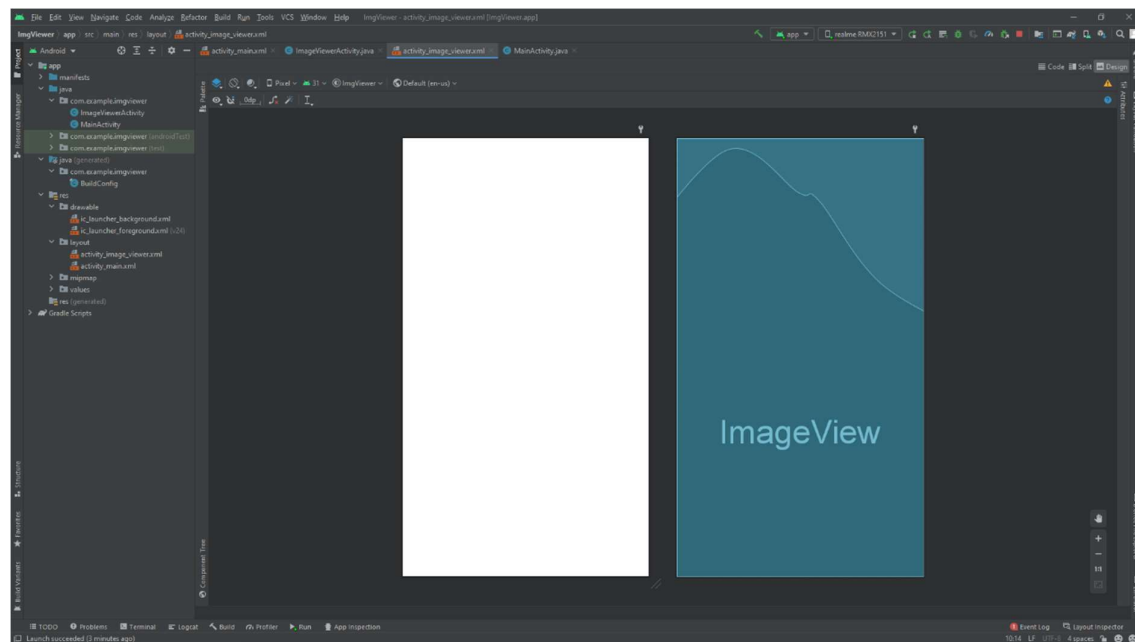 File Edit View Navigate Code Analyze Refactor Build Run Tools VCS Window Help ImgViewer - activity_image_viewer.xml [ImgViewer.app]
ImgViewer app src main res layout activity_image_viewer.xml app realme RMX2151
Project Android activity_main.xml ImageViewerActivity.java activity_image_viewer.xml MainActivity.java
app Code Split Design
manifests
java Palette Pixel 31 ImgViewer Default (en-us) Attributes
Resource Manager com.example.imgviewer 0dp
ImageViewerActivity
MainActivity
com.example.imgviewer (androidTest)
com.example.imgviewer (test)
java (generated)
com.example.imgviewer
BuildConfig
res
drawable
ic_launcher_background.xml
ic_launcher_foreground.xml (v24)
layout
activity_image_viewer.xml
activity_main.xml
mipmap
values
res (generated)
Gradle Scripts
ImageView
Structure
Favorites
Component Tree
Build Variants
1:1
TODO Problems Terminal Logcat Build Profiler Run App Inspection Event Log Layout Inspector
Launch succeeded (3 minutes ago) 10:14 LF UTF-8 4 spaces